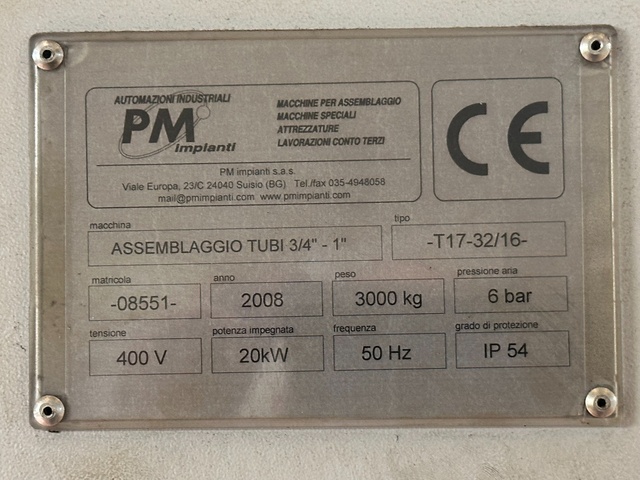 AUTOMAZIONI INDUSTRIALI
PM
impianti
MACCHINE PER ASSEMBLAGGIO
MACCHINE SPECIALI
ATTREZZATURE
LAVORAZIONI CONTO TERZI
PM impianti s.a.s.
Viale Europa, 23/C 24040 Suisio (BG) Tel./fax 035-4948058
mail@pmimpianti.com www.pmimpianti.com
CE
macchina
ASSEMBLAGGIO TUBI 3/4" - 1"
tipo
-T17-32/16-
matricola
-08551-
anno
2008
peso
3000 kg
pressione aria
6 bar
tensione
400 V
potenza impegnata
20kW
frequenza
50 Hz
grado di protezione
IP 54